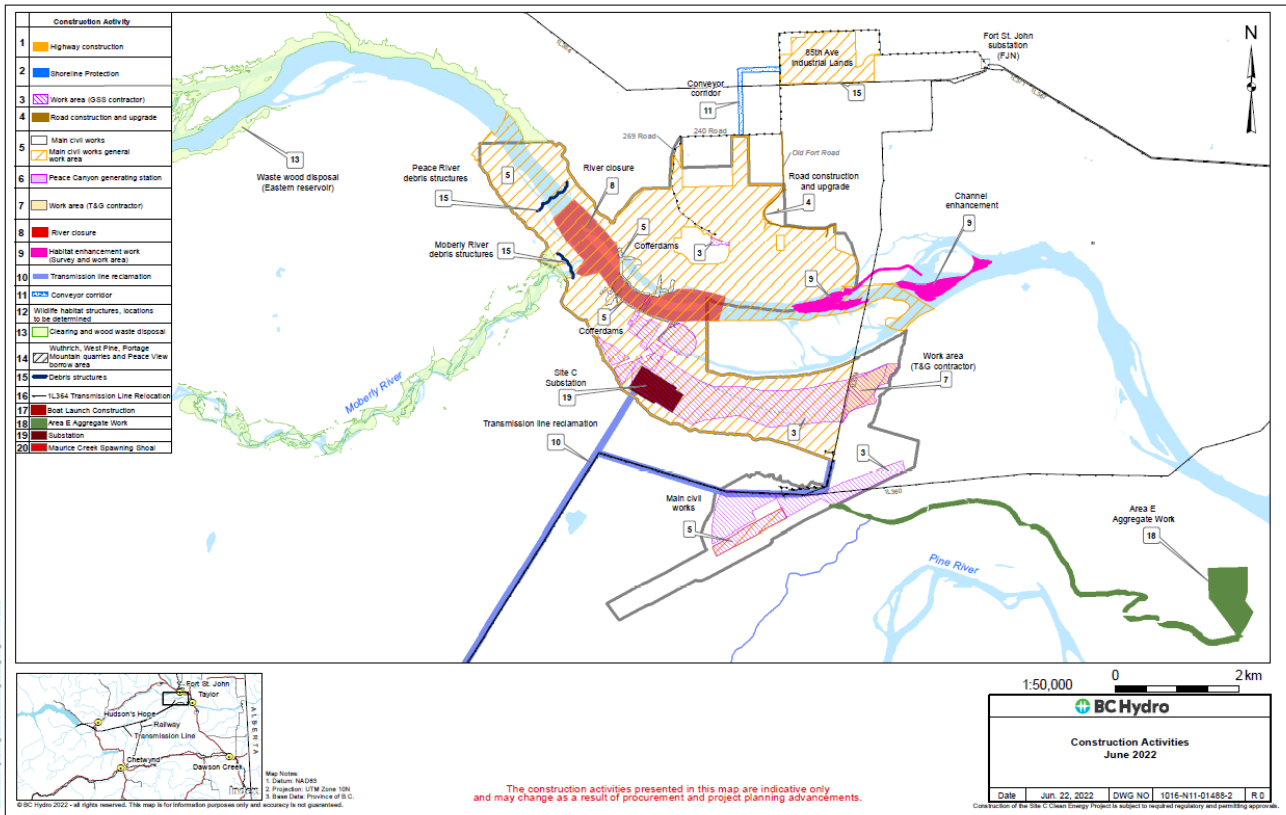 Construction Activity
1 Highway construction
2 Shoreline Protection
3 Work area (GSS contractor)
4 Road construction and upgrade
5 Main civil works
Main civil works general
work area
6 Peace Canyon generating station
7 Work area (T&G contractor)
8 River closure
9 Habitat enhancement work
(Survey and work area)
10 Transmission line reclamation
11 Conveyor corridor
12 Wildlife habitat structures, locations
to be determined
13 Clearing and wood waste disposal
14 Wuthrich, West Pine, Portage
Mountain quarries and Peace View
borrow area
15 Debris structures
16 1L364 Transmission Line Relocation
17 Boat Launch Construction
18 Area E Aggregate Work
19 Substation
20 Maurice Creek Spawning Shoal
1L364
85th Ave
Industrial Lands
Fort St. John
substation
(FJN)
N
15
Conveyor
corridor
11
13
Waste wood disposal
(Eastern reservoir)
269 Road
240 Road
Old Fort Road
Peace River
debris structures
15
5
River closure
8
Road construction
and upgrade
4
Channel
enhancement
9
5
Cofferdams
3
Moberly River
debris structures
15
9
5
Cofferdams
Moberly River
Site C
Substation
19
Work area
(T&G contractor)
7
Transmission line reclamation
10
3
3
1L360
Main civil
works
5
Area E
Aggregate Work
18
Pine River
Fort St. John
Taylor
Hudson's Hope
Railway
Transmission Line
Chetwynd
Dawson Creek
ALBERTA
Map Notes:
1. Datum: NAD83
2. Projection: UTM Zone 10N
3. Base Data: Province of B.C.
© BC Hydro 2022 - all rights reserved. This map is for information purposes only and accuracy is not guaranteed.
The construction activities presented in this map are indicative only
and may change as a result of procurement and project planning advancements.
1:50,000
0 2 km
BC Hydro
Construction Activities
June 2022
Date Jun. 22, 2022 DWG NO 1016-N11-01488-2 R 0
Construction of the Site C Clean Energy Project is subject to required regulatory and permitting approvals.